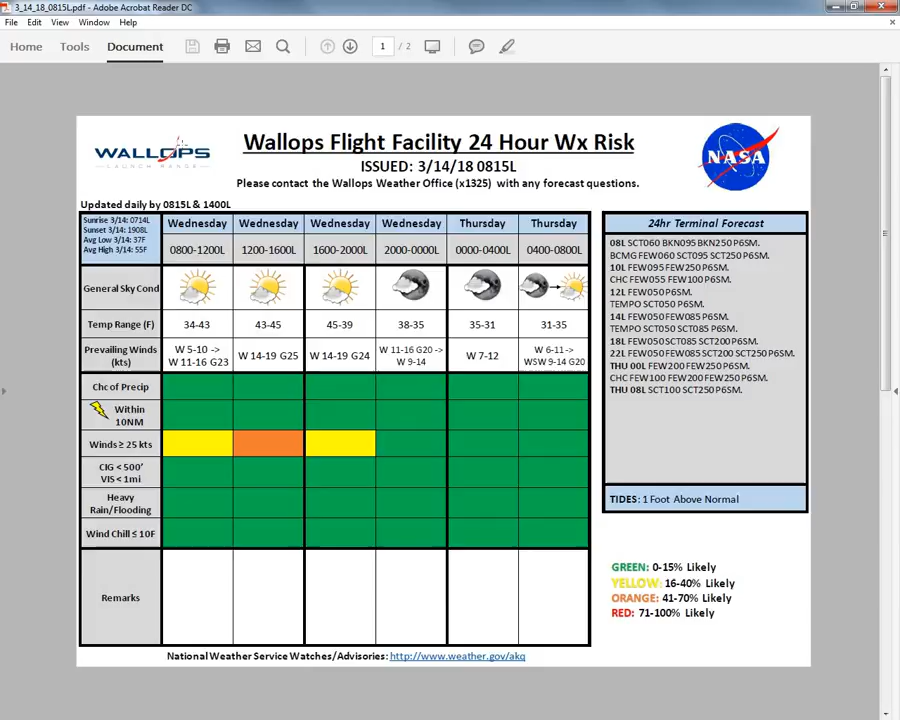 3_14_18_0815L.pdf - Adobe Acrobat Reader DC
File Edit View Window Help
Home Tools Document 1 / 2
WALLOPS
LAUNCH RANGE
Wallops Flight Facility 24 Hour Wx Risk
ISSUED: 3/14/18 0815L
Please contact the Wallops Weather Office (x1325) with any forecast questions.
NASA
Updated daily by 0815L & 1400L
Sunrise 3/14: 0714L
Sunset 3/14: 1908L
Avg Low 3/14: 37F
Avg High 3/14: 55F
Wednesday Wednesday Wednesday Wednesday Thursday Thursday
0800-1200L 1200-1600L 1600-2000L 2000-0000L 0000-0400L 0400-0800L
General Sky Cond
Temp Range (F) 34-43 43-45 45-39 38-35 35-31 31-35
Prevailing Winds (kts) W 5-10 -> W 11-16 G23 W 14-19 G25 W 14-19 G24 W 11-16 G20 -> W 9-14 W 7-12 W 6-11 -> WSW 9-14 G20
Chc of Precip
Within
10NM
Winds ≥ 25 kts
CIG < 500'
VIS < 1mi
Heavy
Rain/Flooding
Wind Chill ≤ 10F
Remarks
National Weather Service Watches/Advisories: http://www.weather.gov/akq
24hr Terminal Forecast
08L SCT060 BKN095 BKN250 P6SM.
BCMG FEW060 SCT095 SCT250 P6SM.
10L FEW095 FEW250 P6SM.
CHC FEW055 FEW100 P6SM.
12L FEW050 P6SM.
TEMPO SCT050 P6SM.
14L FEW050 FEW085 P6SM.
TEMPO SCT050 SCT085 P6SM.
18L FEW050 SCT085 SCT200 P6SM.
22L FEW050 FEW085 SCT200 SCT250 P6SM.
THU 00L FEW200 FEW250 P6SM.
CHC FEW100 FEW200 FEW250 P6SM.
THU 08L SCT100 SCT250 P6SM.
TIDES: 1 Foot Above Normal
GREEN: 0-15% Likely
YELLOW: 16-40% Likely
ORANGE: 41-70% Likely
RED: 71-100% Likely